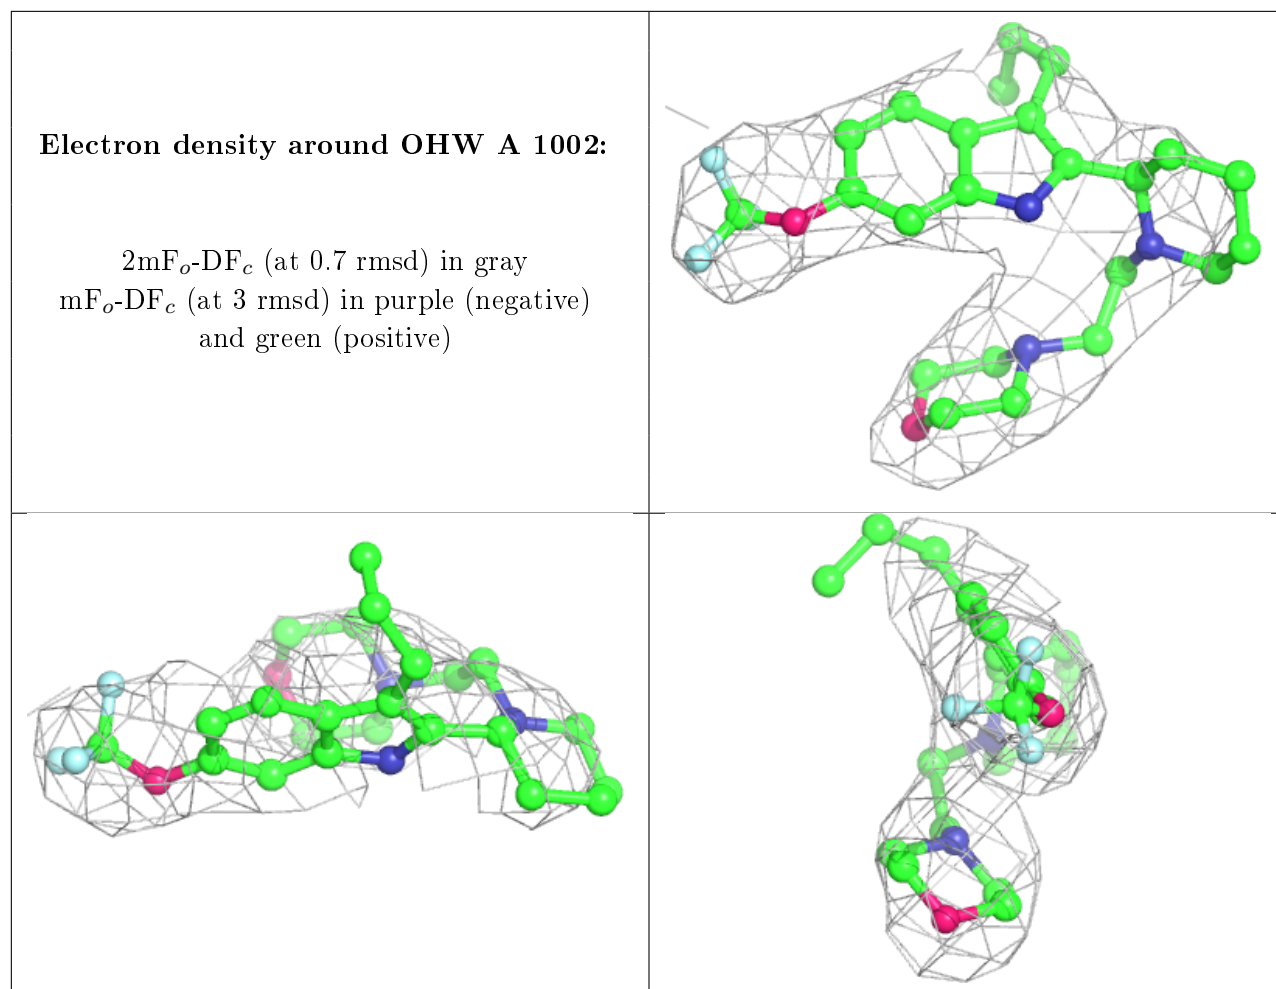 Electron density around OHW A 1002:
2mFo-DFc (at 0.7 rmsd) in gray
mFo-DFc (at 3 rmsd) in purple (negative)
and green (positive)